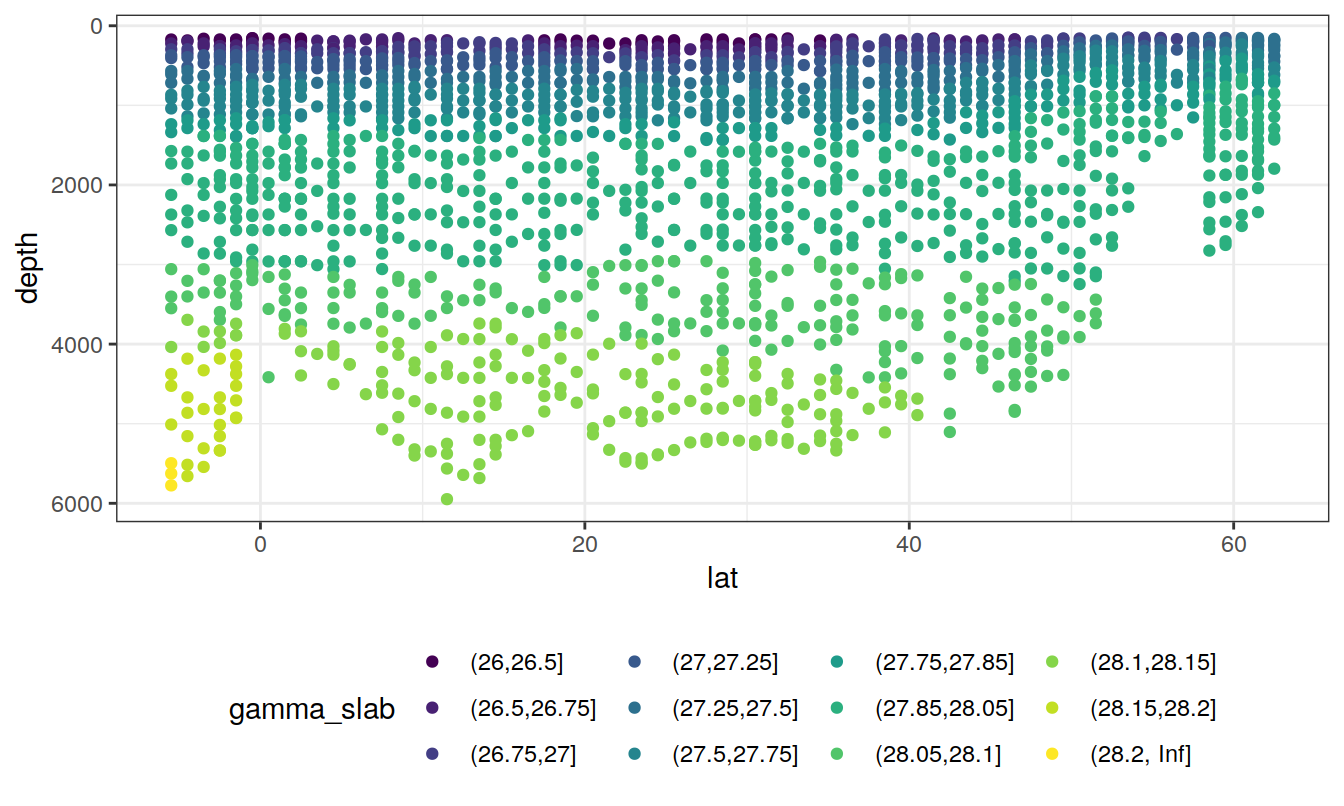 0
2000
4000
6000
depth
0 20 40 60
lat
gamma_slab
(26,26.5] (27,27.25] (27.75,27.85] (28.1,28.15]
(26.5,26.75] (27.25,27.5] (27.85,28.05] (28.15,28.2]
(26.75,27] (27.5,27.75] (28.05,28.1] (28.2, Inf]